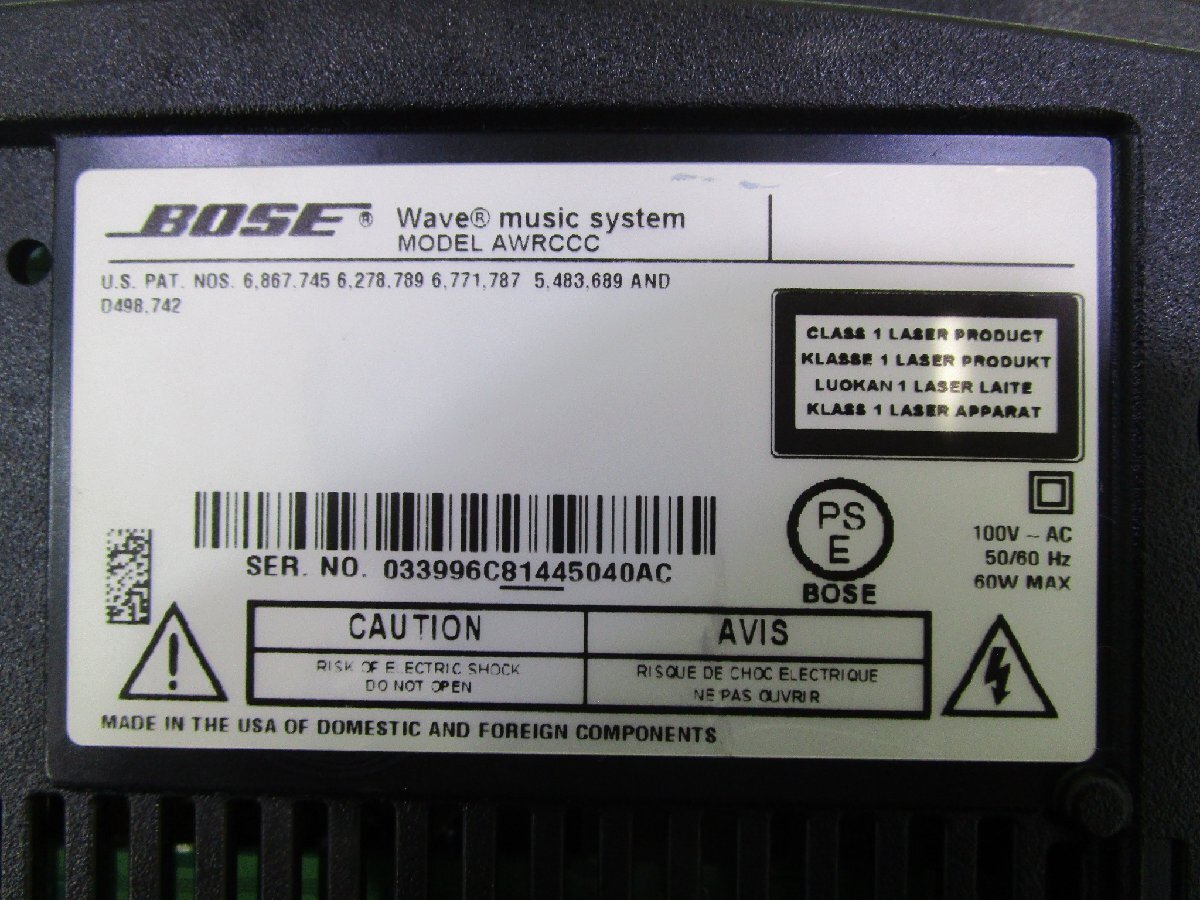 BOSE® Wave® music system
MODEL AWRCCC
U.S. PAT. NOS. 6,867,745 6,278,789 6,771,787 5,483,689 AND
D498,742
CLASS 1 LASER PRODUCT
KLASSE 1 LASER PRODUKT
LUOKAN 1 LASER LAITE
KLASS 1 LASER APPARAT
PS
E
BOSE
100V ~ AC
50/60 Hz
60W MAX
SER. NO. 033996C81445040AC
CAUTION
RISK OF ELECTRIC SHOCK
DO NOT OPEN
AVIS
RISQUE DE CHOC ELECTRIQUE
NE PAS OUVRIR
MADE IN THE USA OF DOMESTIC AND FOREIGN COMPONENTS